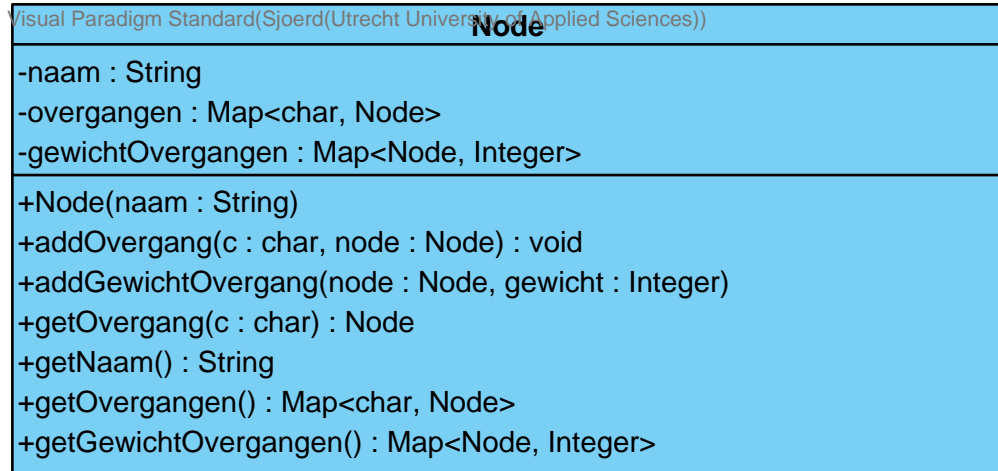 Visual Paradigm Standard(Sjoerd(Utrecht University of Applied Sciences))
Node
-naam : String
-overgangen : Map<char, Node>
-gewichtOvergangen : Map<Node, Integer>
+Node(naam : String)
+addOvergang(c : char, node : Node) : void
+addGewichtOvergang(node : Node, gewicht : Integer)
+getOvergang(c : char) : Node
+getNaam() : String
+getOvergangen() : Map<char, Node>
+getGewichtOvergangen() : Map<Node, Integer>